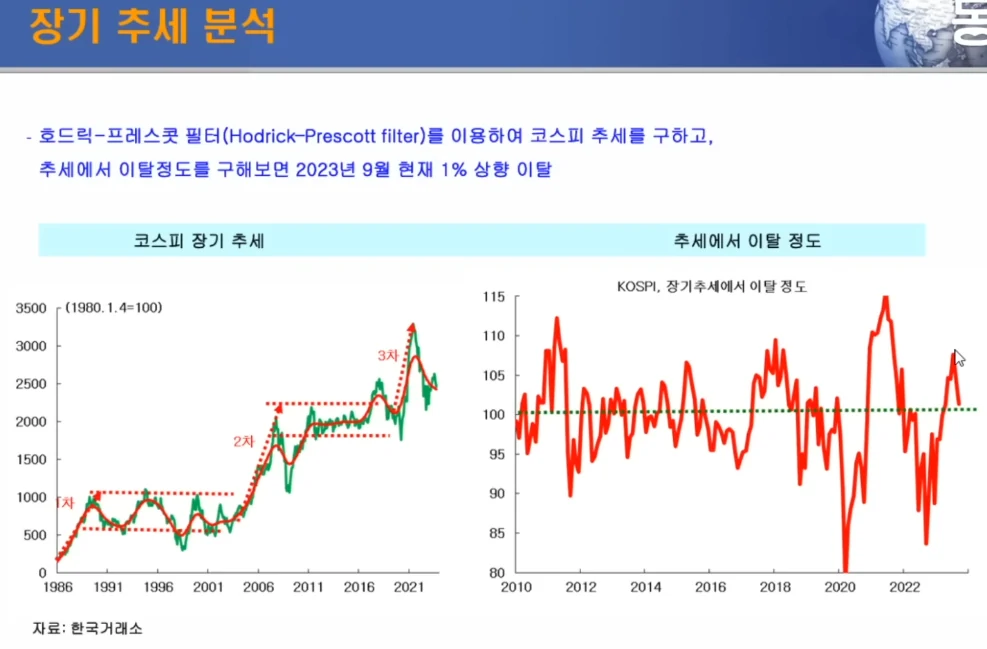 장기 추세 분석
- 호드릭-프레스콧 필터(Hodrick-Prescott filter)를 이용하여 코스피 추세를 구하고,
추세에서 이탈정도를 구해보면 2023년 9월 현재 1% 상향 이탈
코스피 장기 추세
추세에서 이탈 정도
(1980.1.4=100)
3500
3000
2500
2000
1500
1000
500
0
1986 1991 1996 2001 2006 2011 2016 2021
1차
2차
3차
KOSPI, 장기추세에서 이탈 정도
115
110
105
100
95
90
85
80
2010 2012 2014 2016 2018 2020 2022
자료: 한국거래소